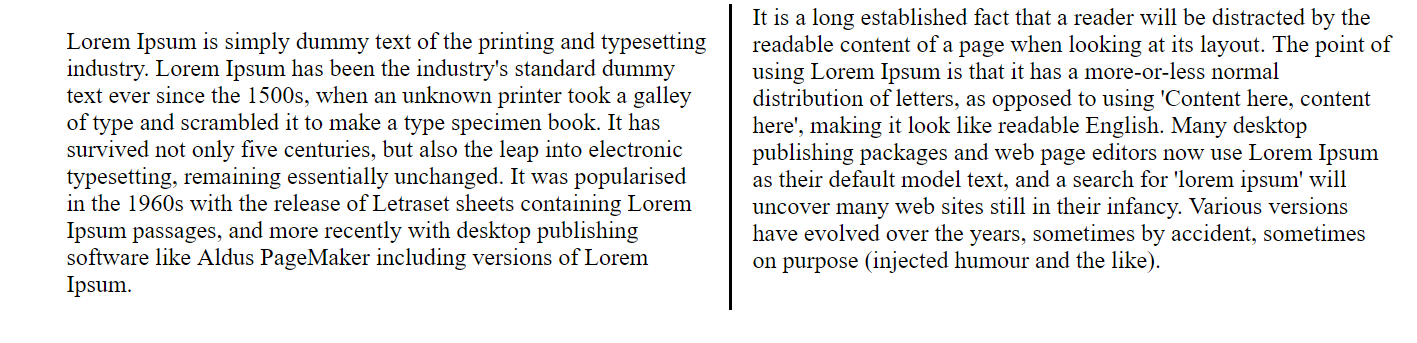 Lorem Ipsum is simply dummy text of the printing and typesetting
industry. Lorem Ipsum has been the industry's standard dummy
text ever since the 1500s, when an unknown printer took a galley
of type and scrambled it to make a type specimen book. It has
survived not only five centuries, but also the leap into electronic
typesetting, remaining essentially unchanged. It was popularised
in the 1960s with the release of Letraset sheets containing Lorem
Ipsum passages, and more recently with desktop publishing
software like Aldus PageMaker including versions of Lorem
Ipsum.
It is a long established fact that a reader will be distracted by the
readable content of a page when looking at its layout. The point of
using Lorem Ipsum is that it has a more-or-less normal
distribution of letters, as opposed to using 'Content here, content
here', making it look like readable English. Many desktop
publishing packages and web page editors now use Lorem Ipsum
as their default model text, and a search for 'lorem ipsum' will
uncover many web sites still in their infancy. Various versions
have evolved over the years, sometimes by accident, sometimes
on purpose (injected humour and the like).